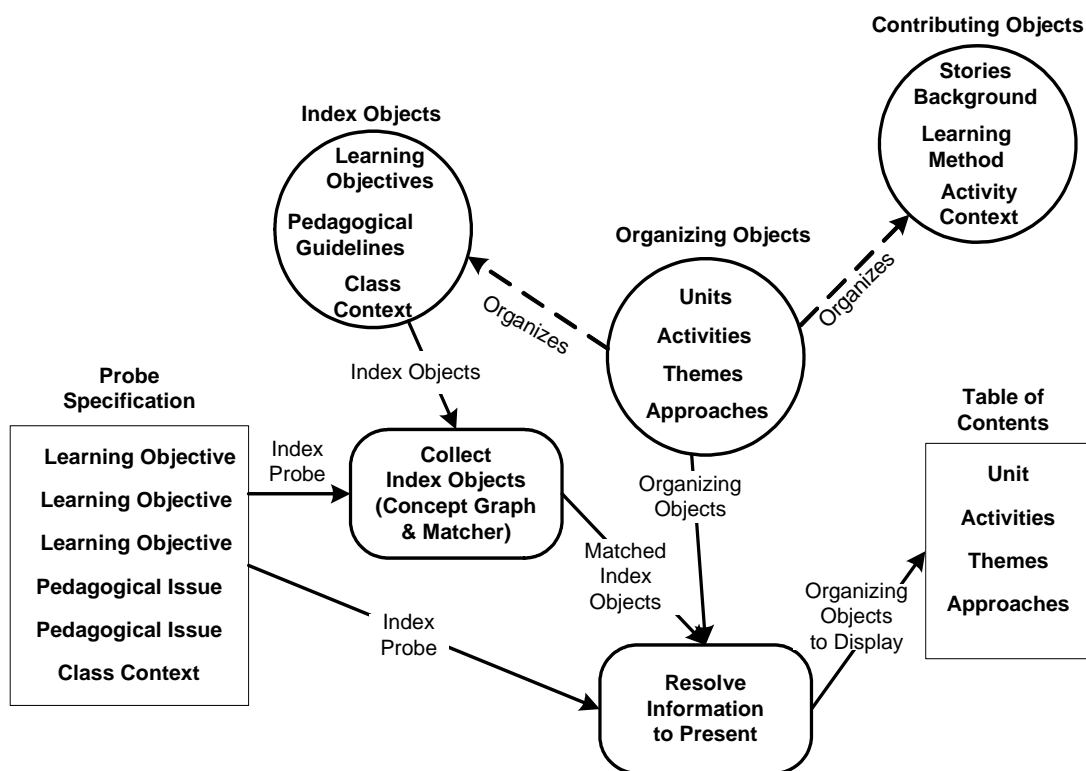 Contributing Objects
Stories
Background
Learning
Method
Activity
Context
Index Objects
Learning
Objectives
Pedagogical
Guidelines
Class
Context
Organizing Objects
Units
Activities
Themes
Approaches
Organizes
Organizes
Index Objects
Probe
Specification
Learning Objective
Learning Objective
Learning Objective
Pedagogical Issue
Pedagogical Issue
Class Context
Index
Probe
Collect
Index Objects
(Concept Graph
& Matcher)
Organizing
Objects
Matched
Index
Objects
Index
Probe
Resolve
Information
to Present
Organizing
Objects
to Display
Table of
Contents
Unit
Activities
Themes
Approaches